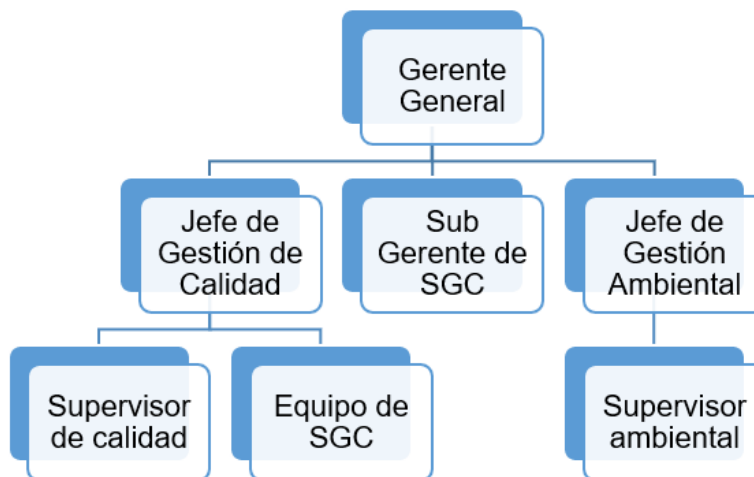 Gerente
General
Jefe de
Gestión de
Calidad
Sub
Gerente de
SGC
Jefe de
Gestión
Ambiental
Supervisor
de calidad
Equipo de
SGC
Supervisor
ambiental